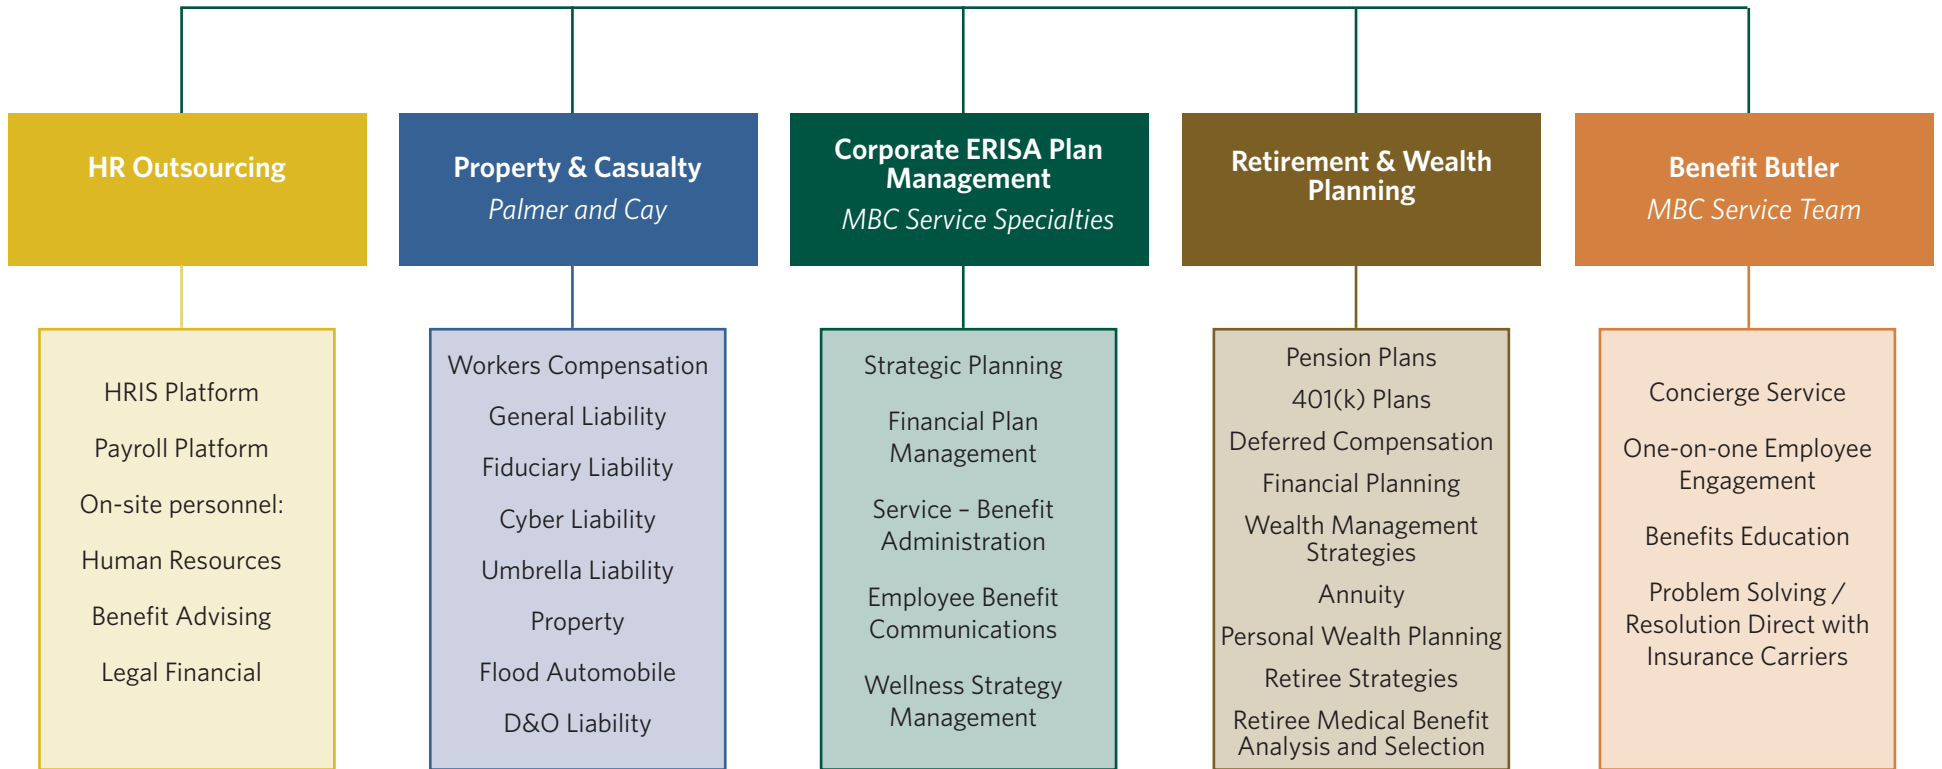 HR Outsourcing
Property & Casualty
Palmer and Cay
Corporate ERISA Plan
Management
MBC Service Specialties
Retirement & Wealth
Planning
Benefit Butler
MBC Service Team
HRIS Platform
Payroll Platform
On-site personnel:
Human Resources
Benefit Advising
Legal Financial
Workers Compensation
General Liability
Fiduciary Liability
Cyber Liability
Umbrella Liability
Property
Flood Automobile
D&O Liability
Strategic Planning
Financial Plan
Management
Service – Benefit
Administration
Employee Benefit
Communications
Wellness Strategy
Management
Pension Plans
401(k) Plans
Deferred Compensation
Financial Planning
Wealth Management
Strategies
Annuity
Personal Wealth Planning
Retiree Strategies
Retiree Medical Benefit
Analysis and Selection
Concierge Service
One-on-one Employee
Engagement
Benefits Education
Problem Solving /
Resolution Direct with
Insurance Carriers